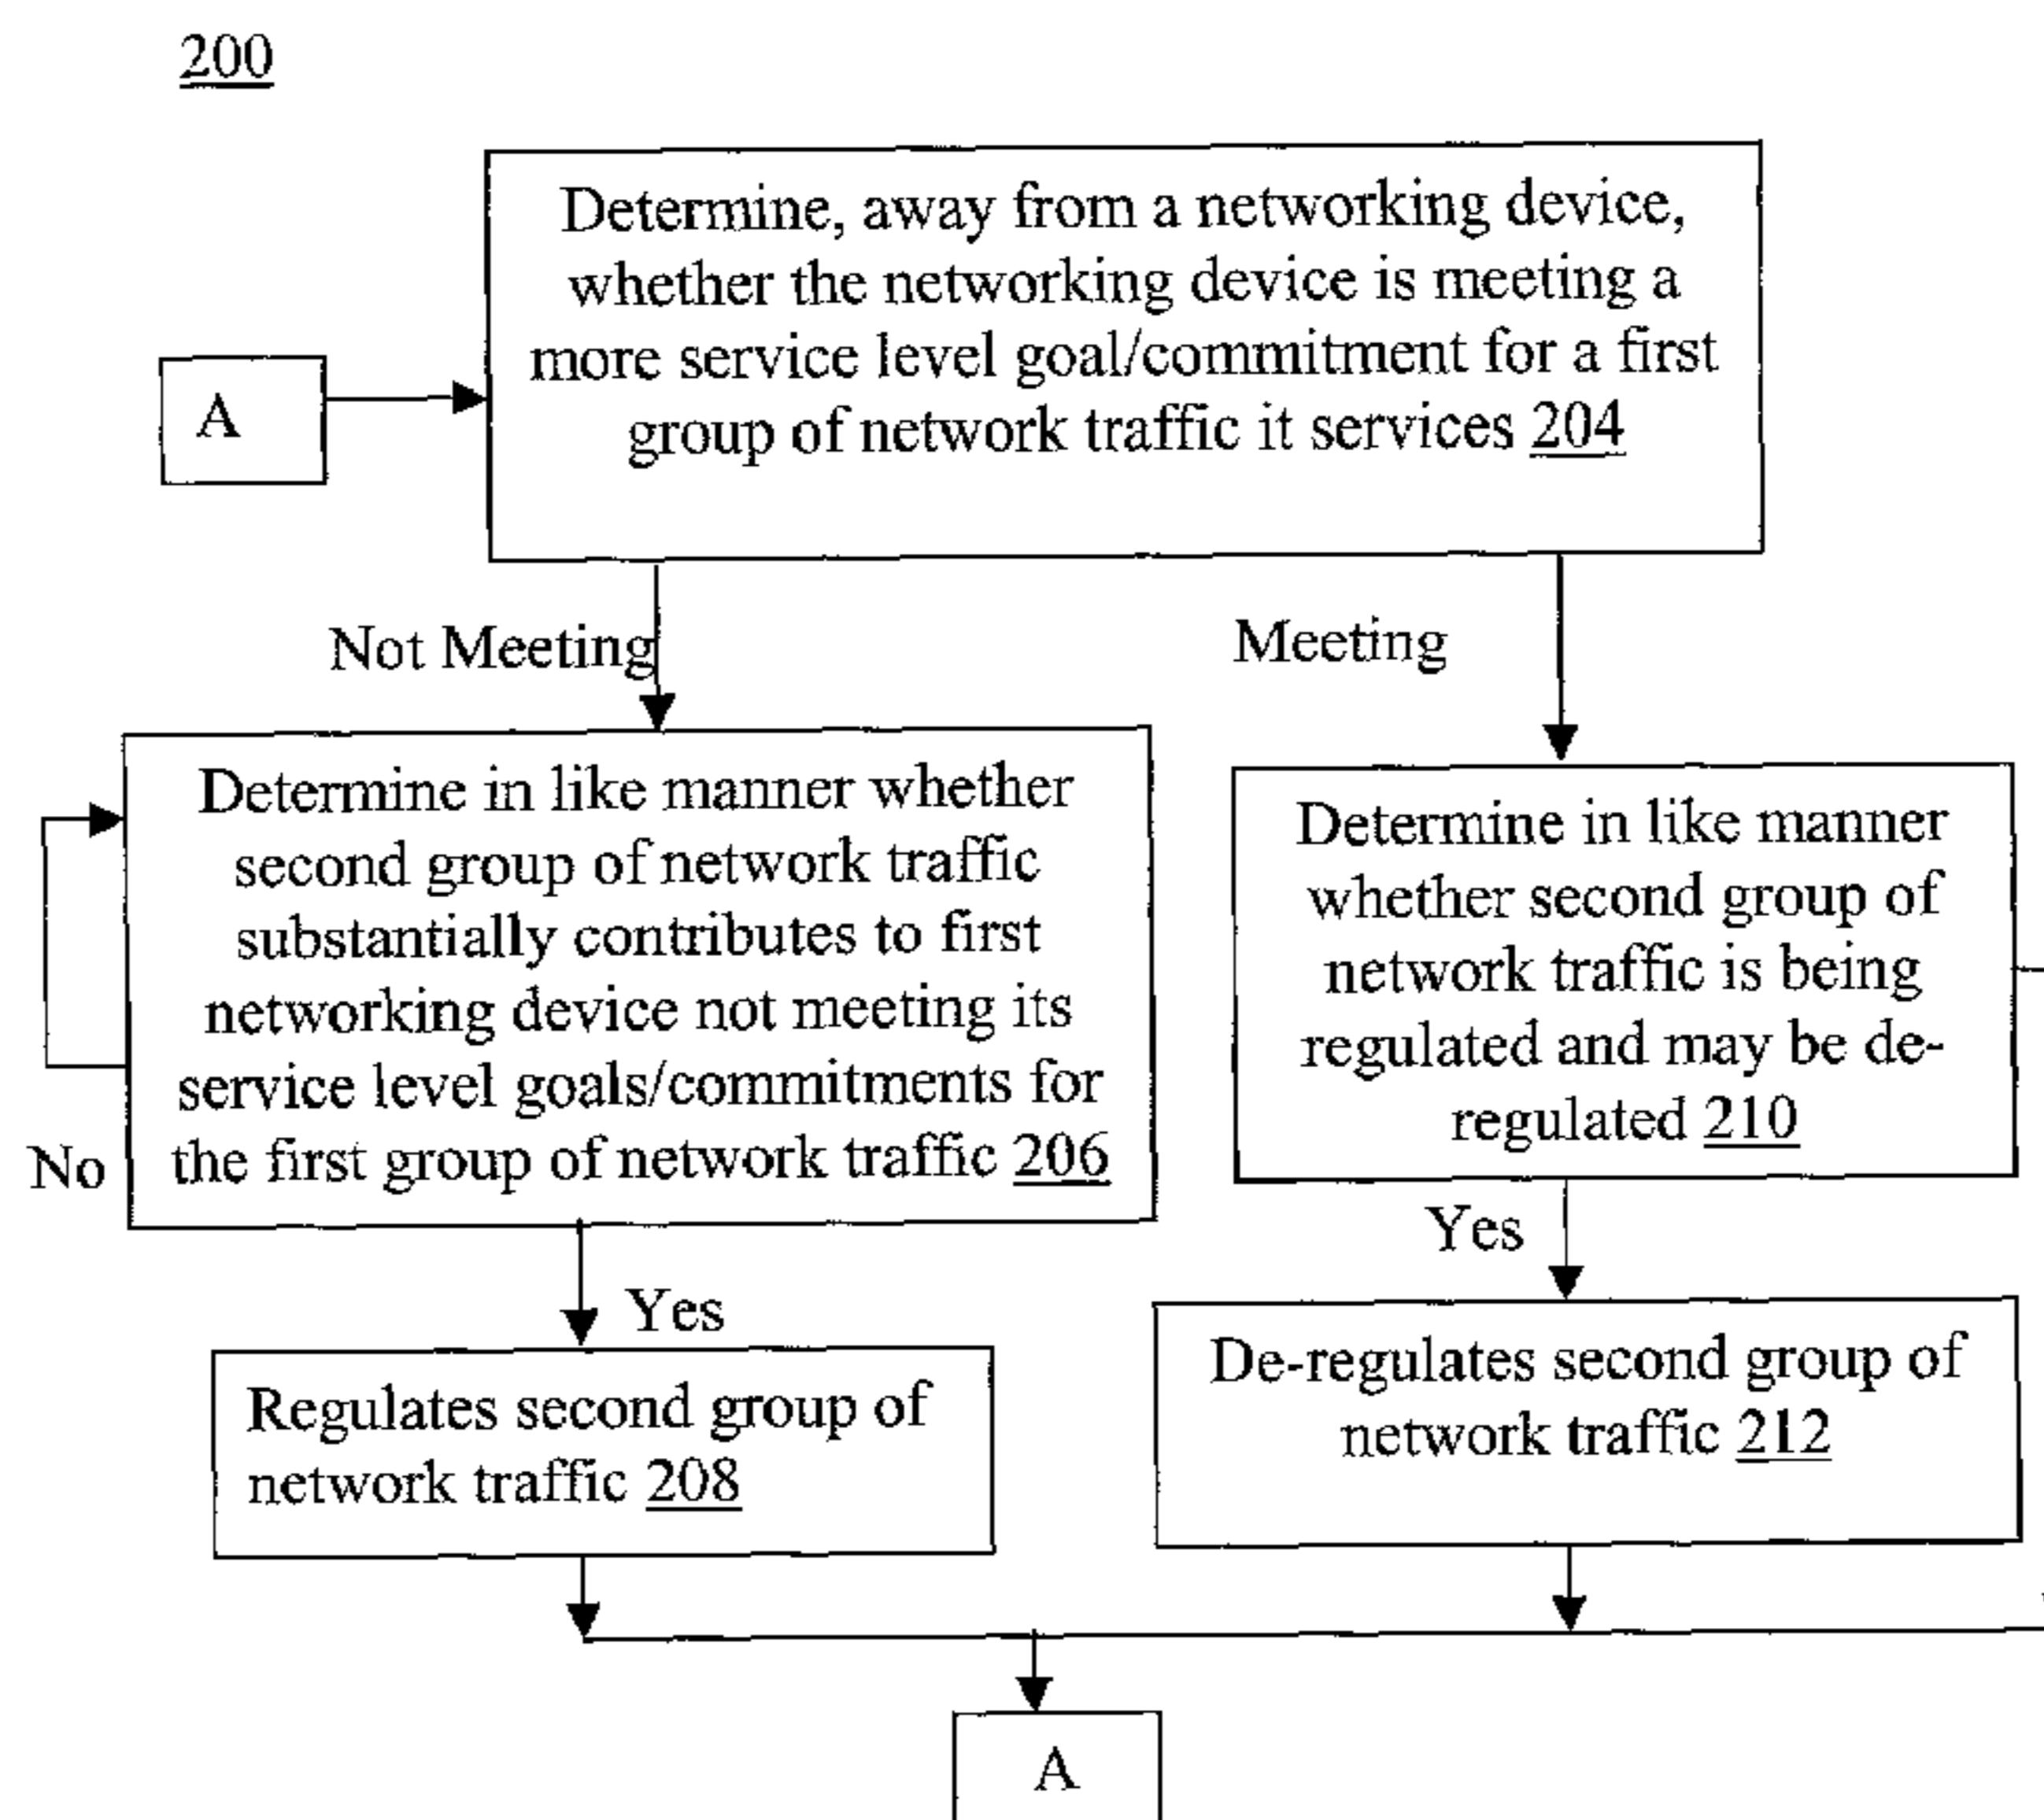 200
Determine, away from a networking device,
whether the networking device is meeting a
more service level goal/commitment for a first
group of network traffic it services 204
A
Not Meeting
Meeting
Determine in like manner whether
second group of network traffic
substantially contributes to first
networking device not meeting its
service level goals/commitments for
the first group of network traffic 206
No
Determine in like manner
whether second group of
network traffic is being
regulated and may be de-
regulated 210
Yes
Yes
Regulates second group of
network traffic 208
De-regulates second group of
network traffic 212
A